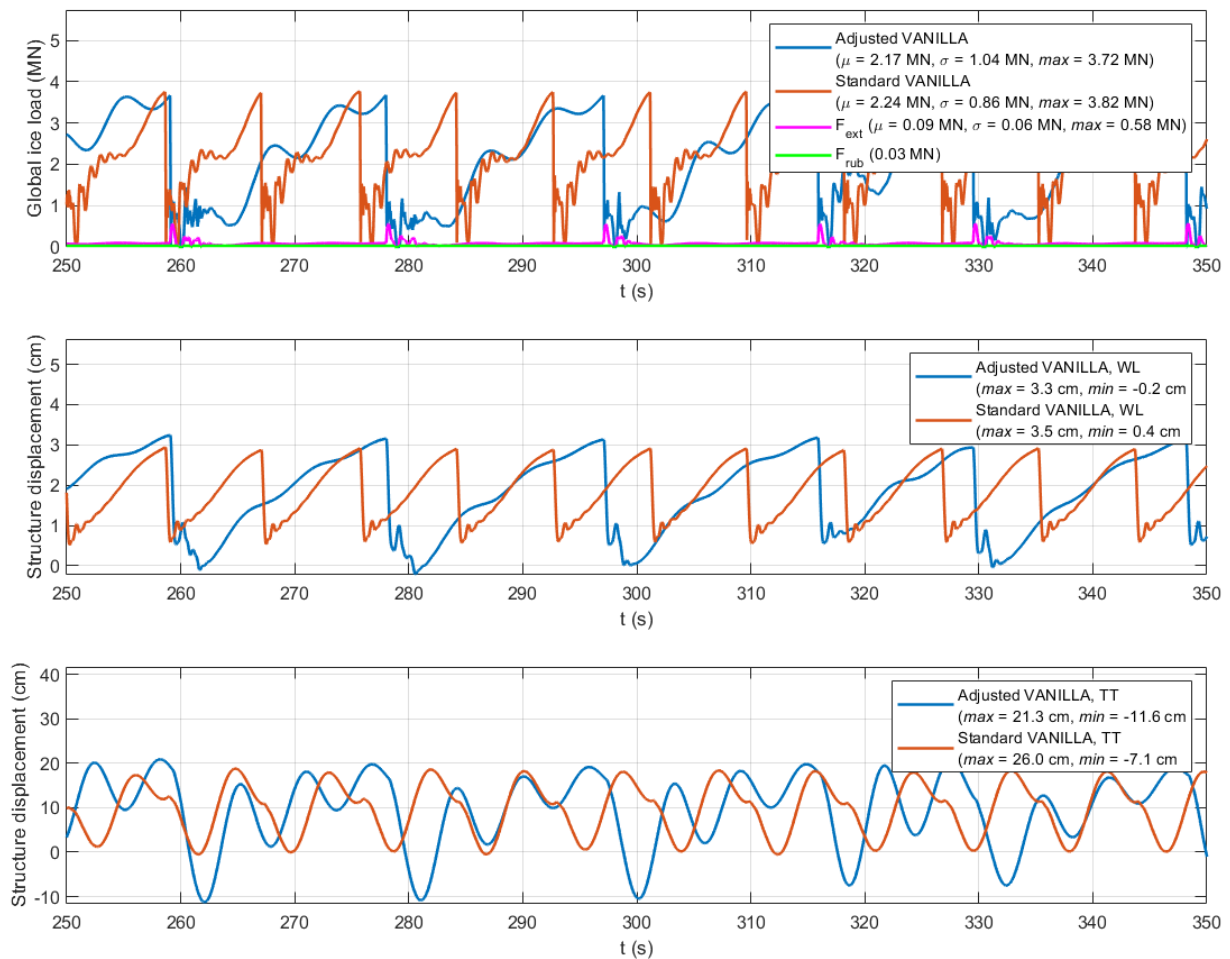 Global ice load (MN)
5
4
3
2
1
0
Adjusted VANILLA
(μ = 2.17 MN, σ = 1.04 MN, max = 3.72 MN)
Standard VANILLA
(μ = 2.24 MN, σ = 0.86 MN, max = 3.82 MN)
F_ext (μ = 0.09 MN, σ = 0.06 MN, max = 0.58 MN)
F_rub (0.03 MN)
250 260 270 280 290 300 310 320 330 340 350
t (s)
Structure displacement (cm)
5
4
3
2
1
0
Adjusted VANILLA, WL
(max = 3.3 cm, min = -0.2 cm
Standard VANILLA, WL
(max = 3.5 cm, min = 0.4 cm
250 260 270 280 290 300 310 320 330 340 350
t (s)
Structure displacement (cm)
40
30
20
10
0
-10
Adjusted VANILLA, TT
(max = 21.3 cm, min = -11.6 cm
Standard VANILLA, TT
(max = 26.0 cm, min = -7.1 cm
250 260 270 280 290 300 310 320 330 340 350
t (s)